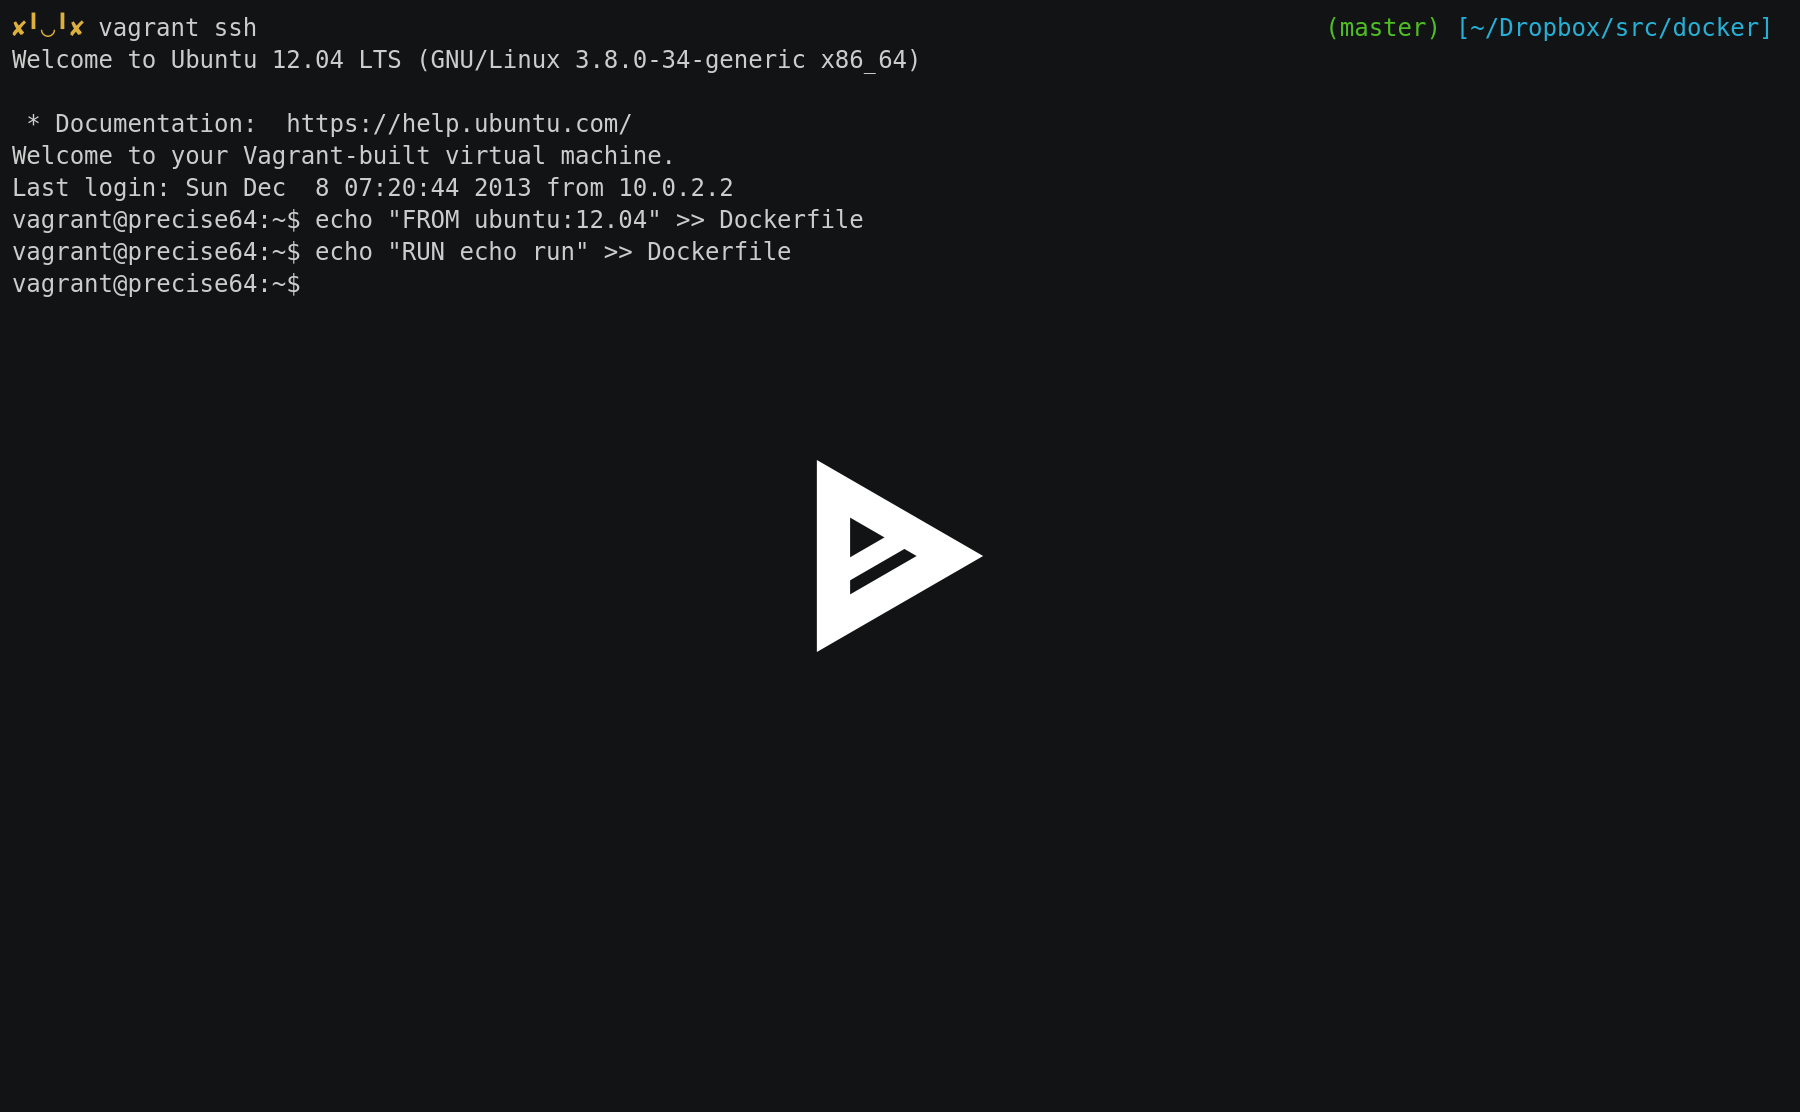 ✘╹◡╹✘ vagrant ssh (master) [~/Dropbox/src/docker]
Welcome to Ubuntu 12.04 LTS (GNU/Linux 3.8.0-34-generic x86_64)
 * Documentation:  https://help.ubuntu.com/
Welcome to your Vagrant-built virtual machine.
Last login: Sun Dec  8 07:20:44 2013 from 10.0.2.2
vagrant@precise64:~$ echo "FROM ubuntu:12.04" >> Dockerfile
vagrant@precise64:~$ echo "RUN echo run" >> Dockerfile
vagrant@precise64:~$